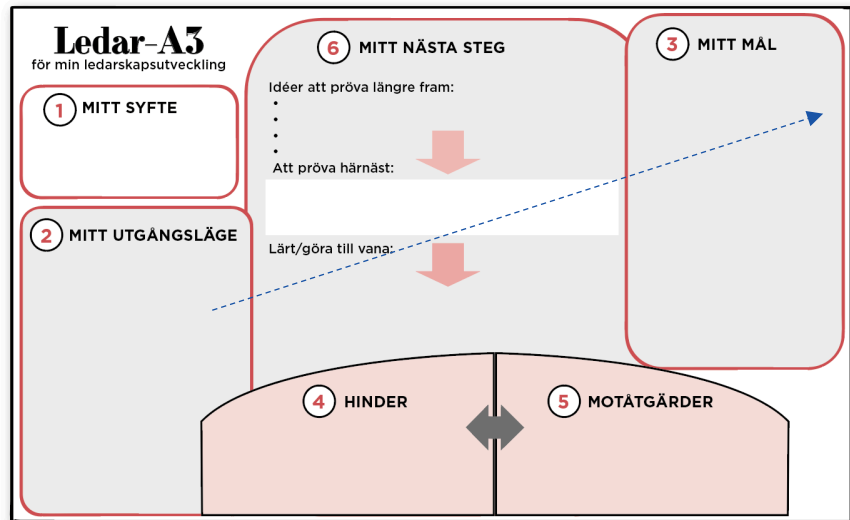 Ledar-A3
för min ledarskapsutveckling
1 MITT SYFTE
2 MITT UTGÅNGSLÄGE
6 MITT NÄSTA STEG
Idéer att pröva längre fram:
•
•
•
•
Att pröva härnäst:
Lärt/göra till vana:
3 MITT MÅL
4 HINDER
5 MOTÅTGÄRDER